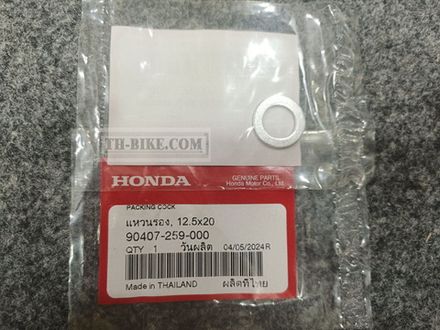 TH-BIKE.COM
HONDA
GENUINE PARTS
Honda Motor Co., Ltd.
PACKING COCK
แหวนรอง, 12.5x20
90407-259-000
QTY 1 วันผลิต 04/05/2024R
Made in THAILAND ผลิตที่ไทย